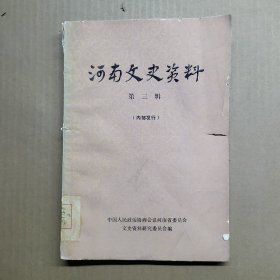 河南文史资料
第三辑
（内部发行）
中国人民政治协商会议河南省委员会
文史资料研究委员会编